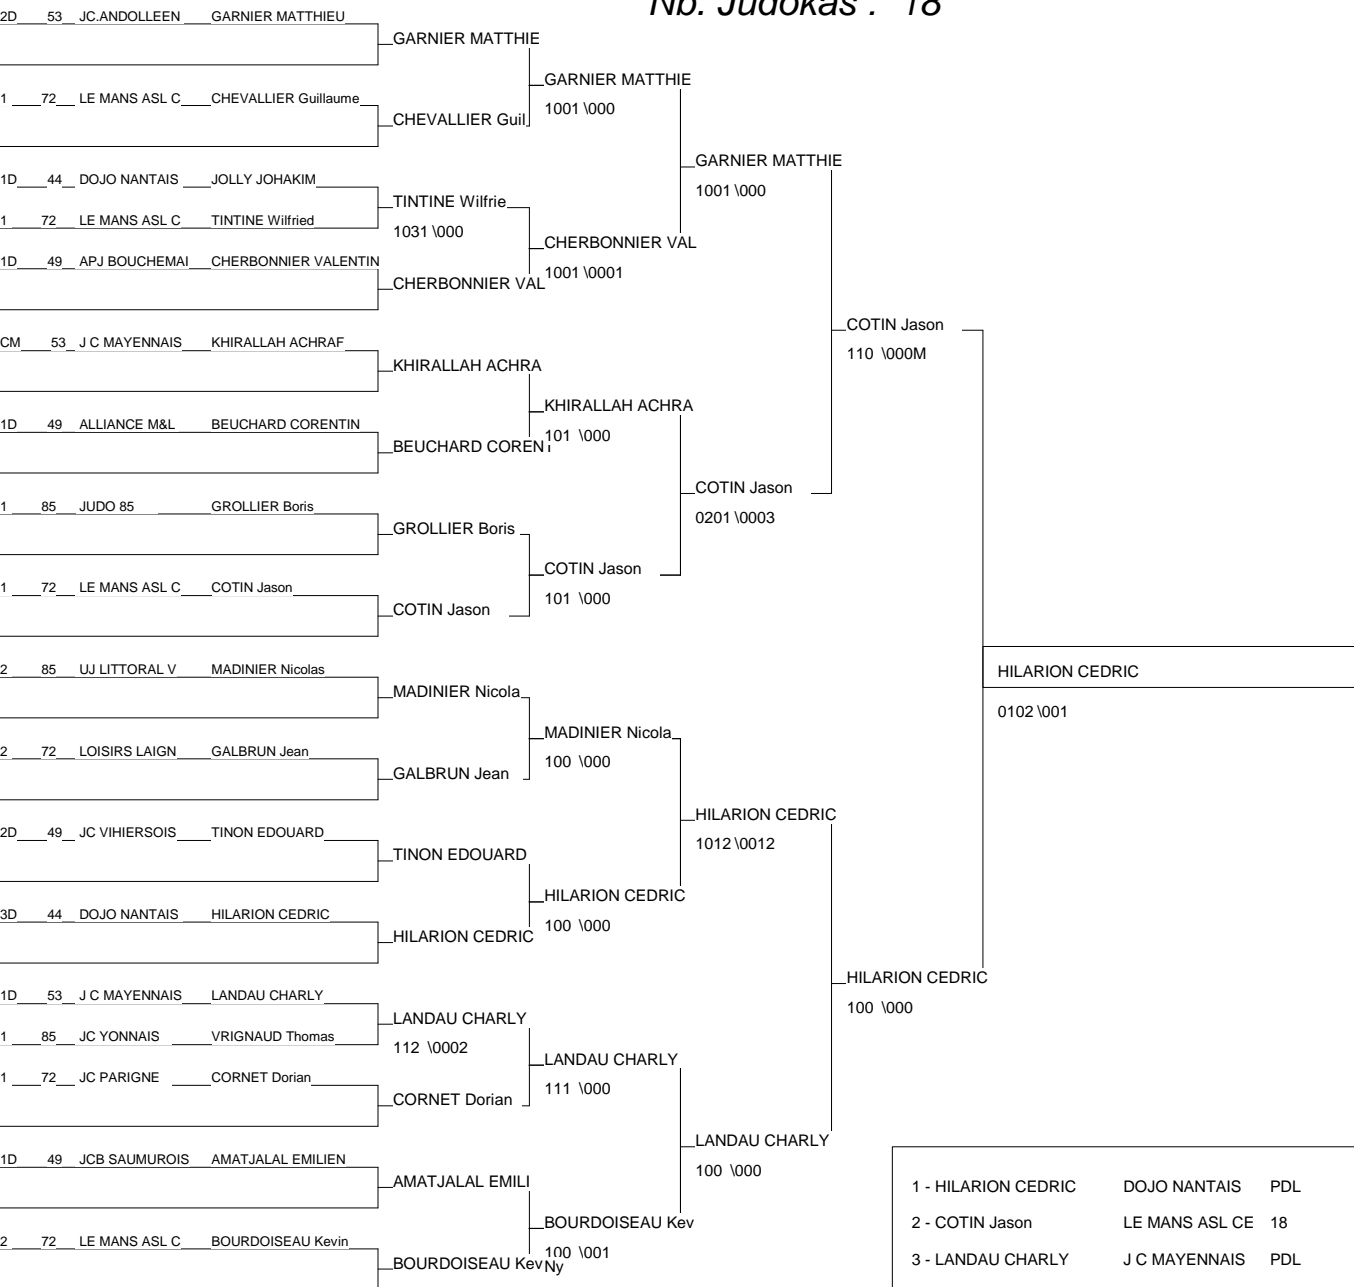 Nb. Judokas : 18
2D 53 JC.ANDOLLEEN GARNIER MATTHIEU
GARNIER MATTHIE
GARNIER MATTHIE
1 72 LE MANS ASL C CHEVALLIER Guillaume
1001 \000
CHEVALLIER Guil
GARNIER MATTHIE
1D 44 DOJO NANTAIS JOLLY JOHAKIM
1001 \000
TINTINE Wilfrie
1 72 LE MANS ASL C TINTINE Wilfried
1031 \000
CHERBONNIER VAL
1D 49 APJ BOUCHEMAI CHERBONNIER VALENTIN
1001 \0001
CHERBONNIER VAL
COTIN Jason
CM 53 J C MAYENNAIS KHIRALLAH ACHRAF
110 \000M
KHIRALLAH ACHRA
KHIRALLAH ACHRA
1D 49 ALLIANCE M&L BEUCHARD CORENTIN
101 \000
BEUCHARD CORENT
COTIN Jason
1 85 JUDO 85 GROLLIER Boris
0201 \0003
GROLLIER Boris
COTIN Jason
1 72 LE MANS ASL C COTIN Jason
101 \000
COTIN Jason
2 85 UJ LITTORAL V MADINIER Nicolas
HILARION CEDRIC
MADINIER Nicola
0102 \001
MADINIER Nicola
2 72 LOISIRS LAIGN GALBRUN Jean
100 \000
GALBRUN Jean
HILARION CEDRIC
2D 49 JC VIHIERSOIS TINON EDOUARD
1012 \0012
TINON EDOUARD
HILARION CEDRIC
3D 44 DOJO NANTAIS HILARION CEDRIC
100 \000
HILARION CEDRIC
HILARION CEDRIC
1D 53 J C MAYENNAIS LANDAU CHARLY
100 \000
LANDAU CHARLY
1 85 JC YONNAIS VRIGNAUD Thomas
112 \0002
LANDAU CHARLY
1 72 JC PARIGNE CORNET Dorian
111 \000
CORNET Dorian
LANDAU CHARLY
1D 49 JCB SAUMUROIS AMATJALAL EMILIEN
100 \000
AMATJALAL EMILI
1 - HILARION CEDRIC DOJO NANTAIS PDL
BOURDOISEAU Kev
2 - COTIN Jason LE MANS ASL CE 18
2 72 LE MANS ASL C BOURDOISEAU Kevin
100 \001
BOURDOISEAU Kev
Ny
3 - LANDAU CHARLY J C MAYENNAIS PDL